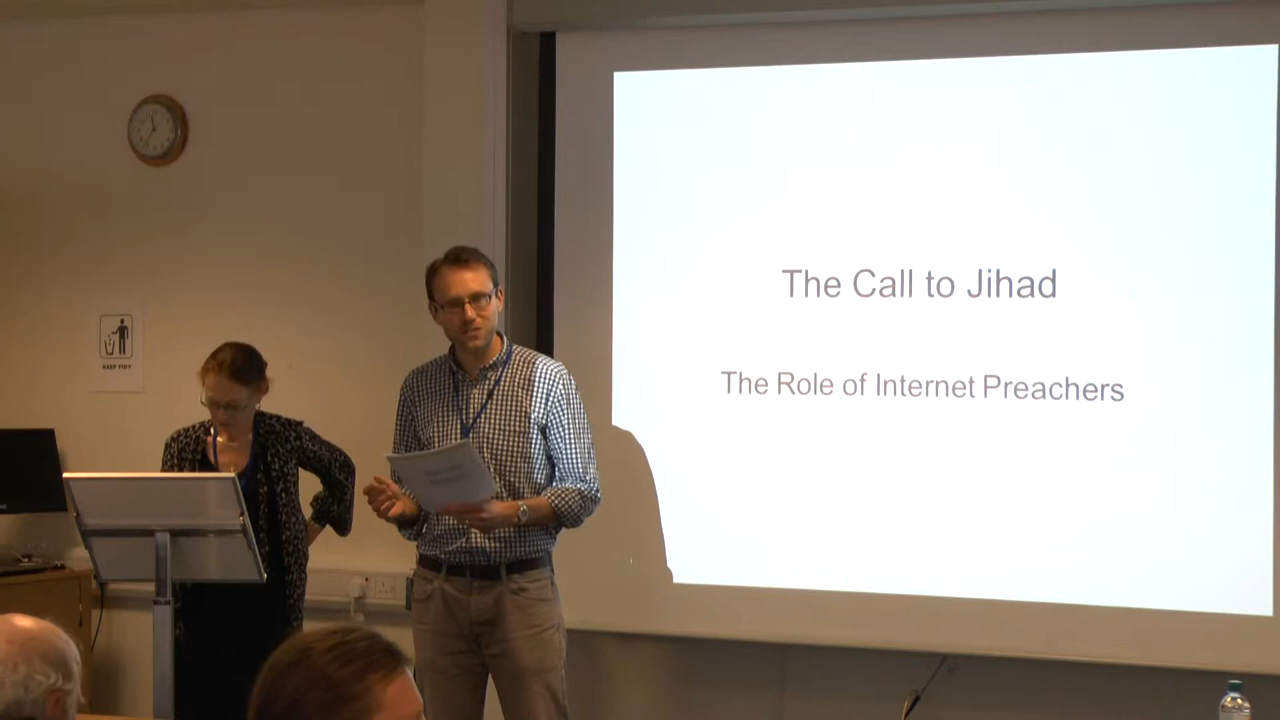 The Call to Jihad
The Role of Internet Preachers
KEEP TIDY